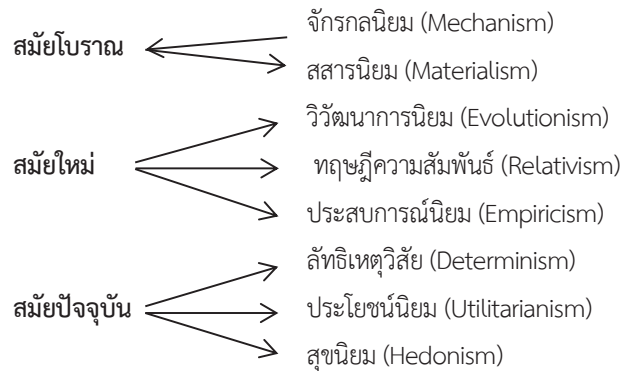 จักรกลนิยม (Mechanism)
สมัยโบราณ
สสารนิยม (Materialism)
วิวัฒนาการนิยม (Evolutionism)
สมัยใหม่
ทฤษฎีความสัมพันธ์ (Relativism)
ประสบการณ์นิยม (Empiricism)
ลัทธิเหตุวิสัย (Determinism)
สมัยปัจจุบัน
ประโยชน์นิยม (Utilitarianism)
สุขนิยม (Hedonism)